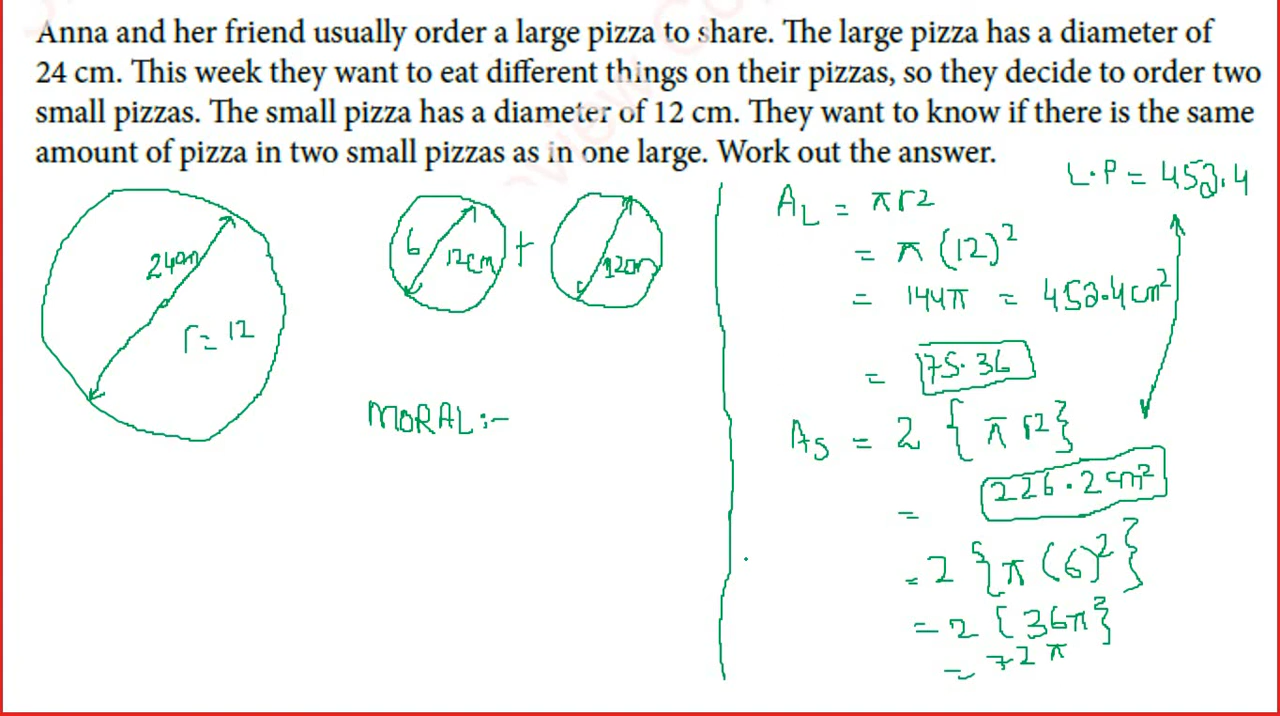 Anna and her friend usually order a large pizza to share. The large pizza has a diameter of
24 cm. This week they want to eat different things on their pizzas, so they decide to order two
small pizzas. The small pizza has a diameter of 12 cm. They want to know if there is the same
amount of pizza in two small pizzas as in one large. Work out the answer.
24cm
r = 12
6 12cm + 12cm
MORAL:-
L.P = 452.4
A_L = πr²
= π (12)²
= 144π = 452.4 cm²
= 75.36
A_S = 2 {π r²}
= 226.2 cm²
= 2 {π (6)²}
= 2 {36π}
= 72π